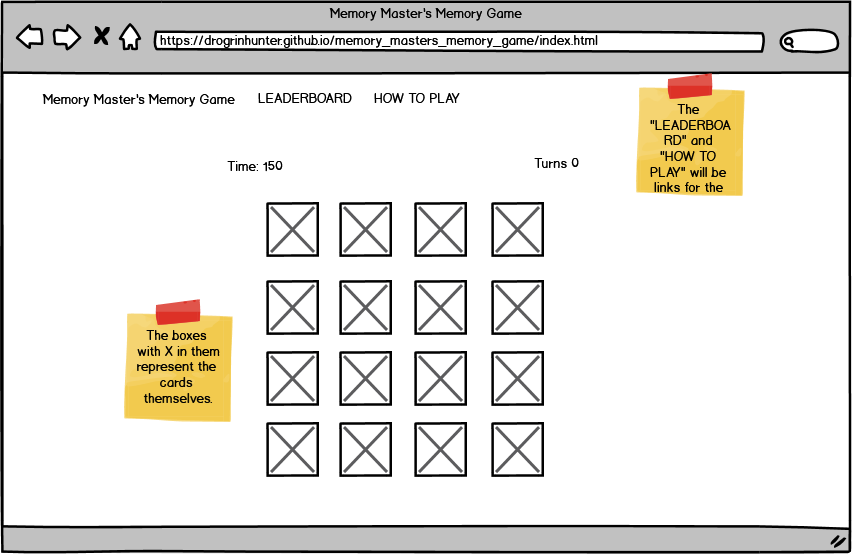 Memory Master's Memory Game
https://drogrinhunter.github.io/memory_masters_memory_game/index.html
Memory Master's Memory Game LEADERBOARD HOW TO PLAY
The
"LEADERBOA
RD" and
"HOW TO
PLAY" will be
links for the
Time: 150
Turns 0
The boxes
with X in them
represent the
cards
themselves.